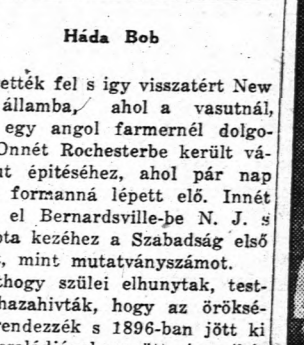 Háda Bob
ették fel s igy visszatért New
államba, ahol a vasutnál,
egy angol farmernél dolgo-
Onnét Rochesterbe került vá-
ut épitéséhez, ahol pár nap
formanná lépett elő. Innét
el Bernardsville-be N. J. s
óta kezéhez a Szabadság első
, mint mutatványszámot.
thogy szülei elhunytak, test-
hazahivták, hogy az öröksé-
rendezzék s 1896-ban jött ki